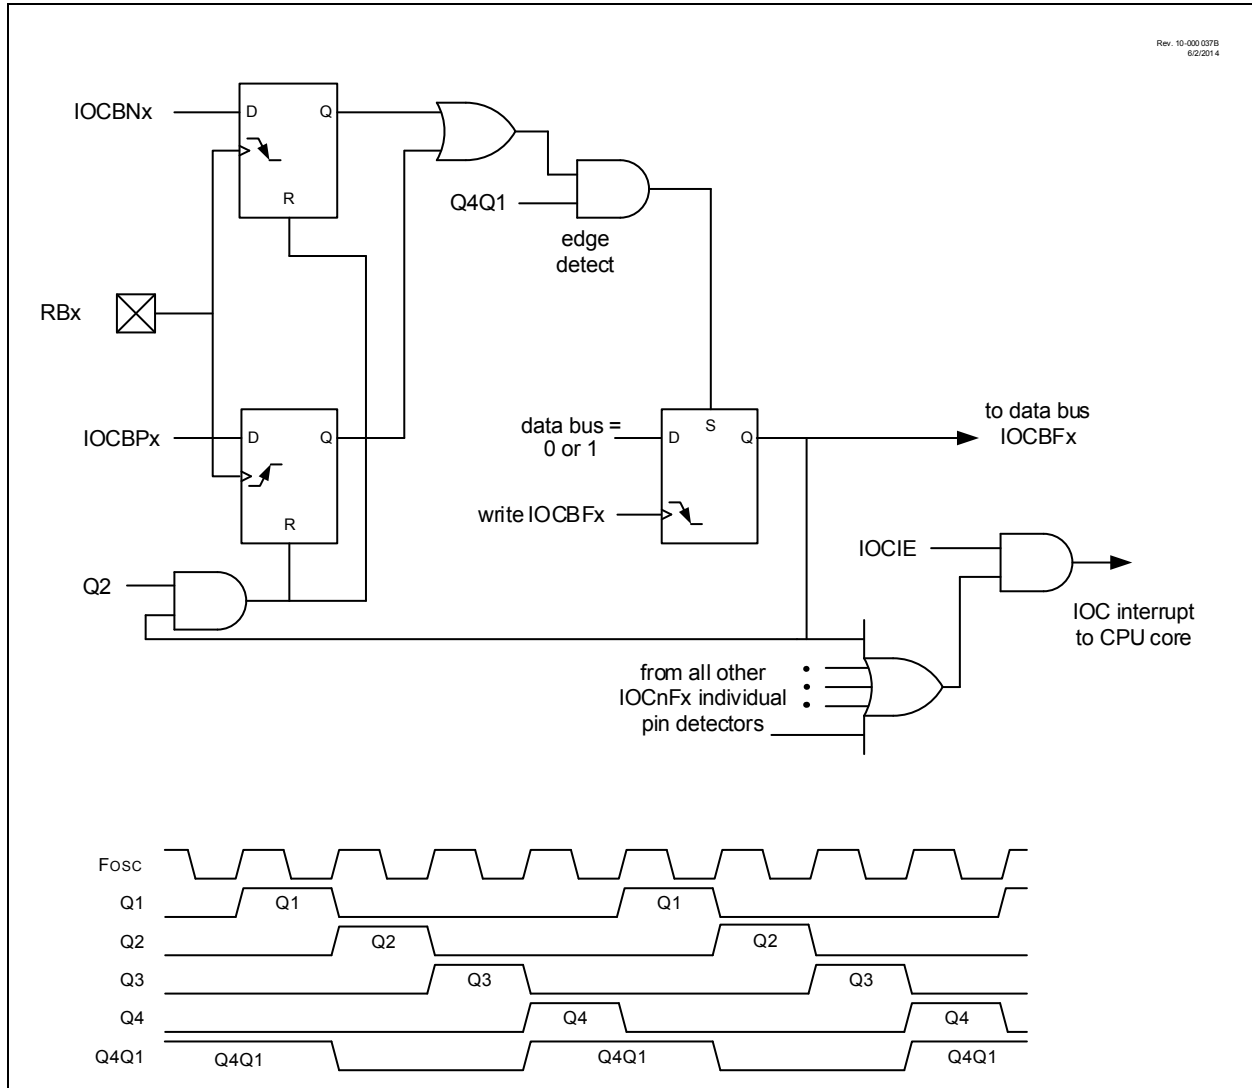 Rev. 10-000 037B
6/2/2014
IOCBNx
D
Q
R
Q4Q1
edge
detect
RBx
IOCBPx
D
Q
R
data bus =
0 or 1
D
S
Q
write IOCBFx
to data bus
IOCBFx
IOCIE
IOC interrupt
to CPU core
Q2
from all other
IOCnFx individual
pin detectors
FOSC
Q1
Q1
Q1
Q2
Q2
Q2
Q3
Q3
Q3
Q4
Q4
Q4
Q4Q1
Q4Q1
Q4Q1
Q4Q1